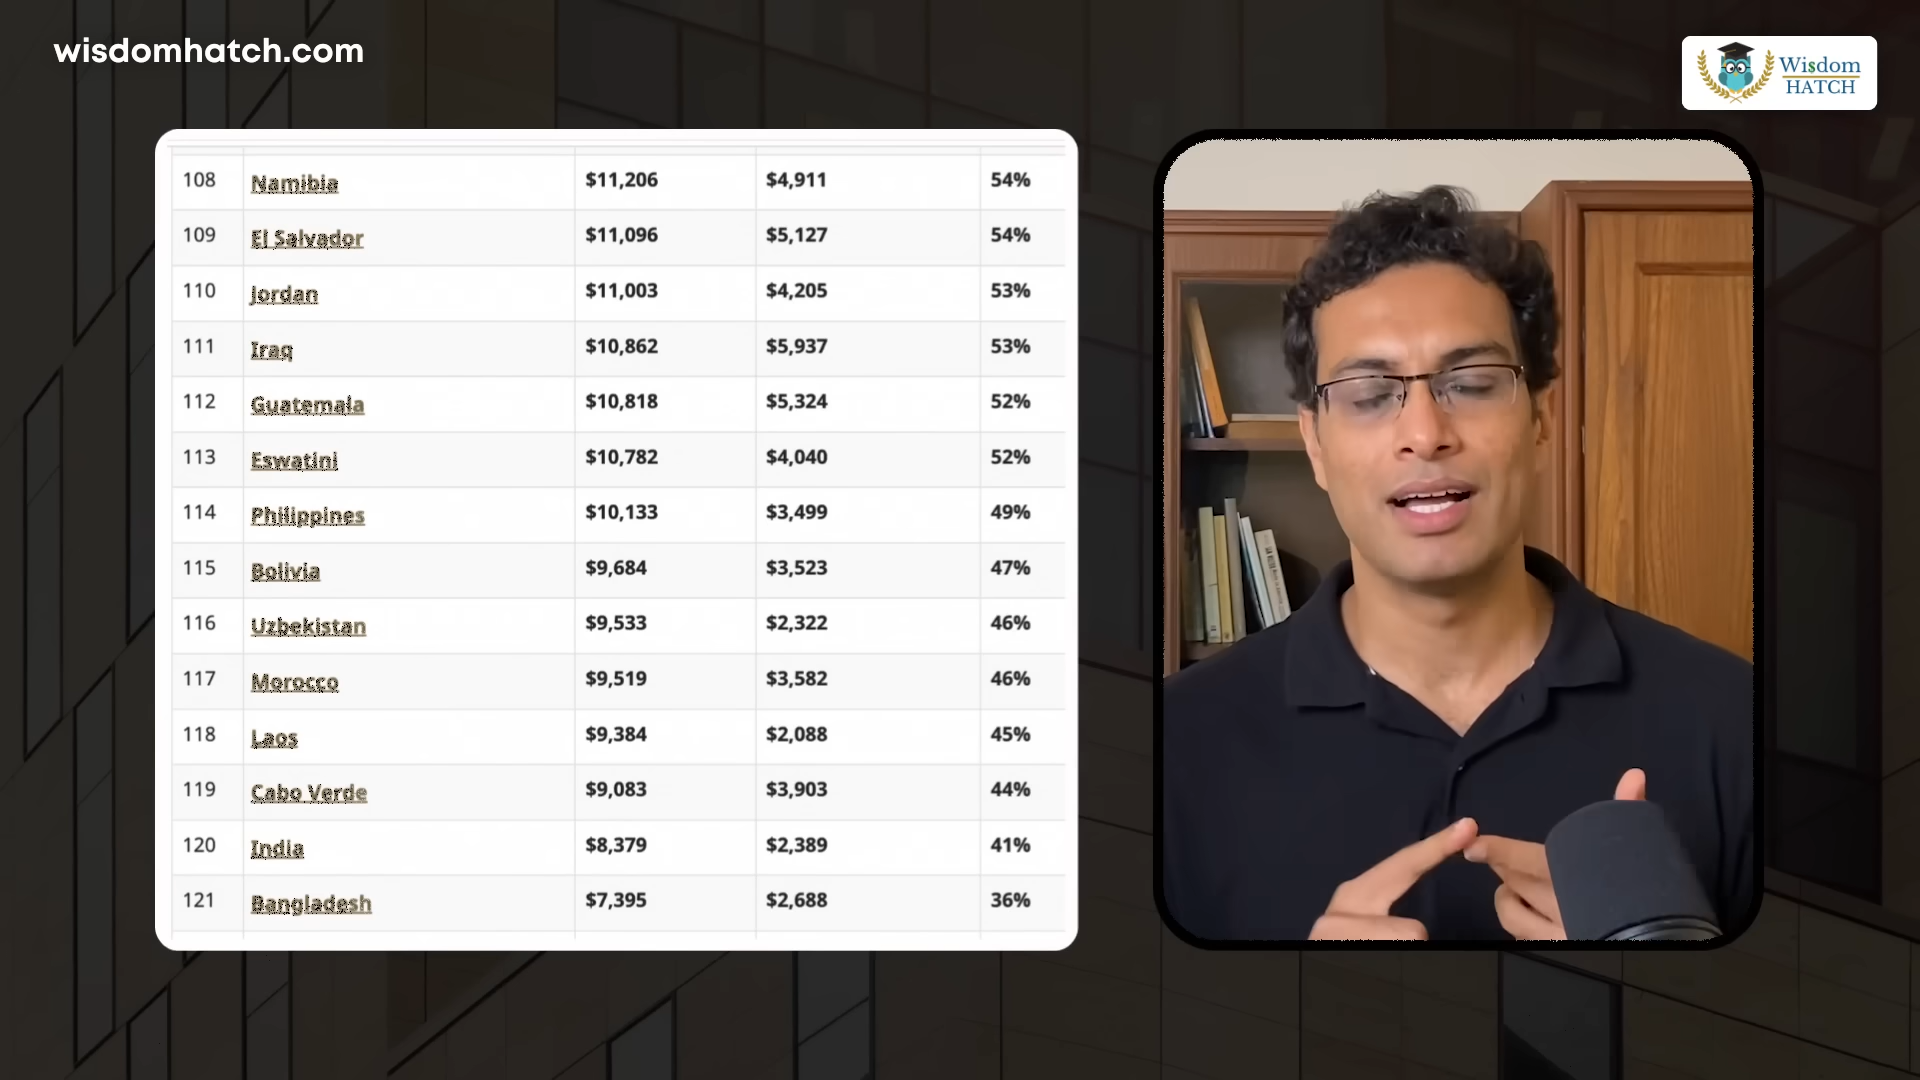 wisdomhatch.com
Wisdom
HATCH
108 Namibia $11,206 $4,911 54%
109 El Salvador $11,096 $5,127 54%
110 Jordan $11,003 $4,205 53%
111 Iraq $10,862 $5,937 53%
112 Guatemala $10,818 $5,324 52%
113 Eswatini $10,782 $4,040 52%
114 Philippines $10,133 $3,499 49%
115 Bolivia $9,684 $3,523 47%
116 Uzbekistan $9,533 $2,322 46%
117 Morocco $9,519 $3,582 46%
118 Laos $9,384 $2,088 45%
119 Cabo Verde $9,083 $3,903 44%
120 India $8,379 $2,389 41%
121 Bangladesh $7,395 $2,688 36%